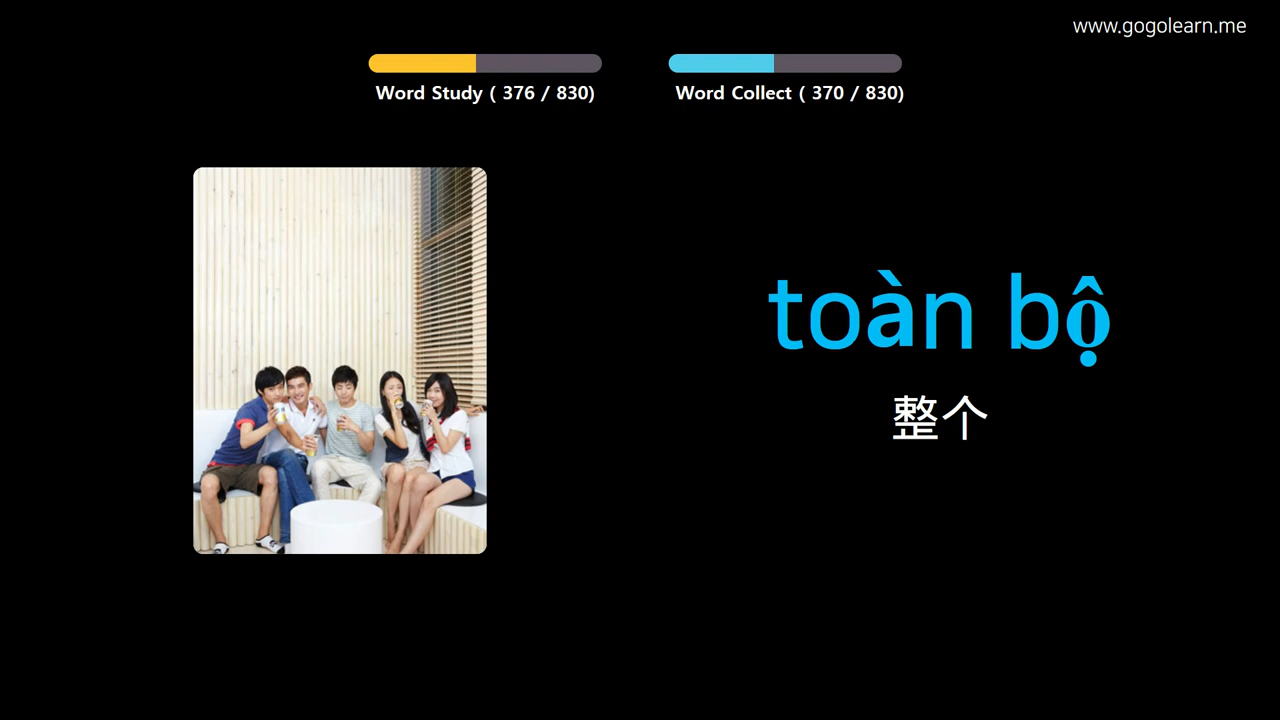 www.gogolearn.me
Word Study ( 376 / 830)
Word Collect ( 370 / 830)
toàn bộ
整个